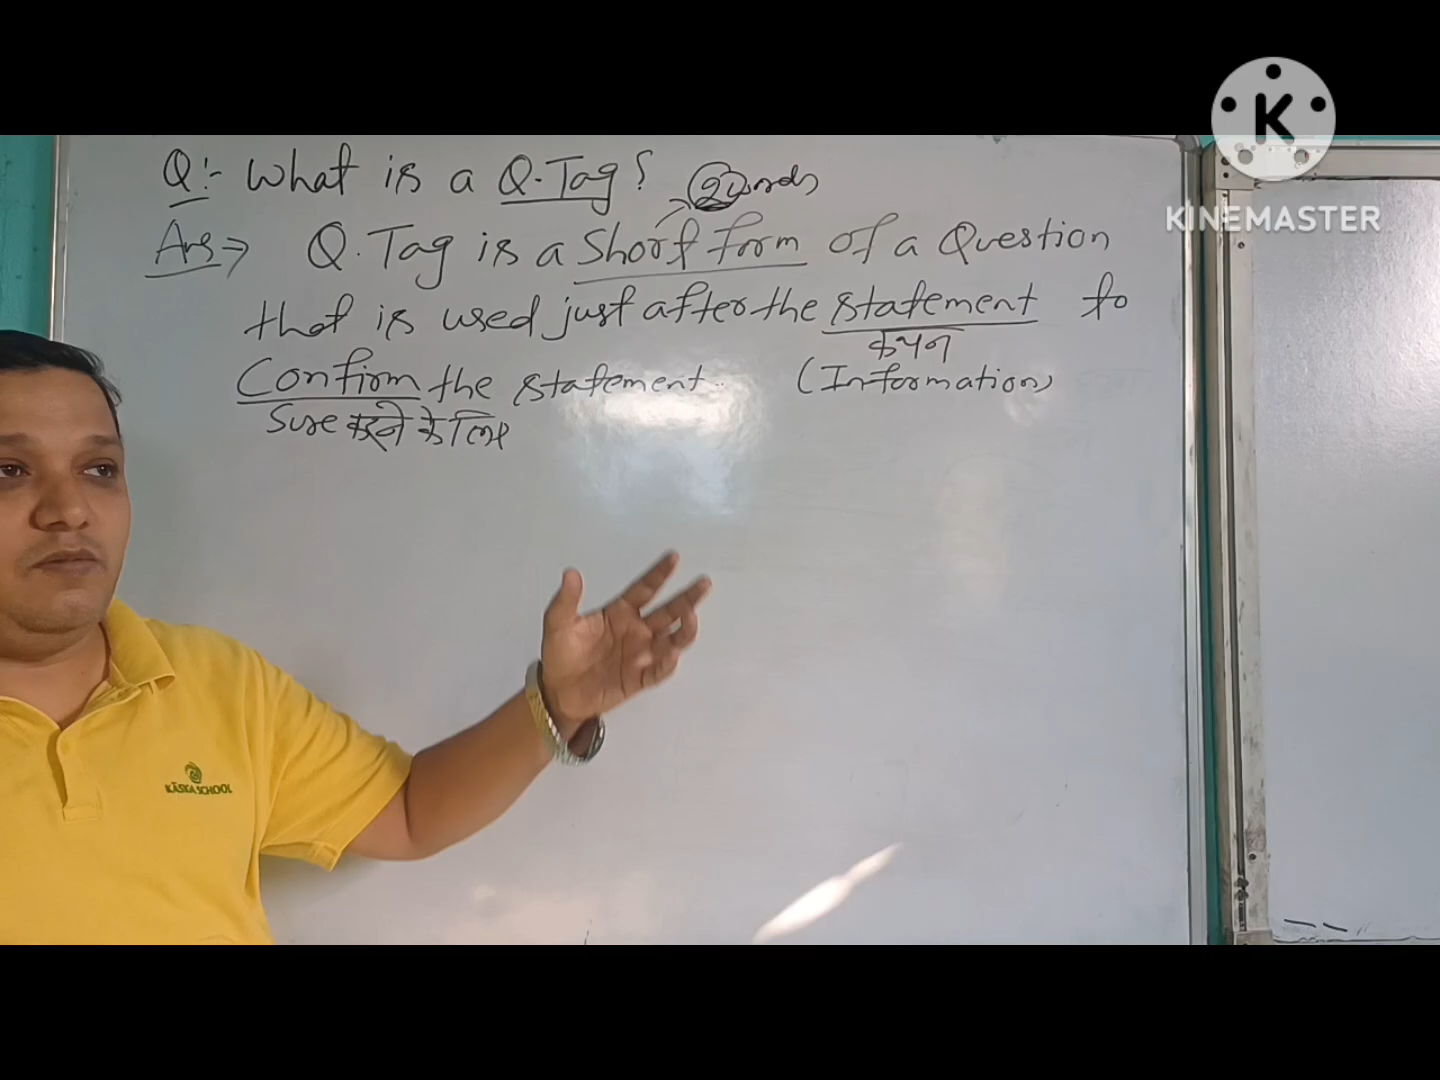 Q:- What is a Q.Tag?
2 words
Ans→ Q.Tag is a Short form of a Question
that is used just after the statement to
कथन
Confirm the statement. (Information)
Sure करने के लिए
KÄSKA SCHOOL
K
KINEMASTER